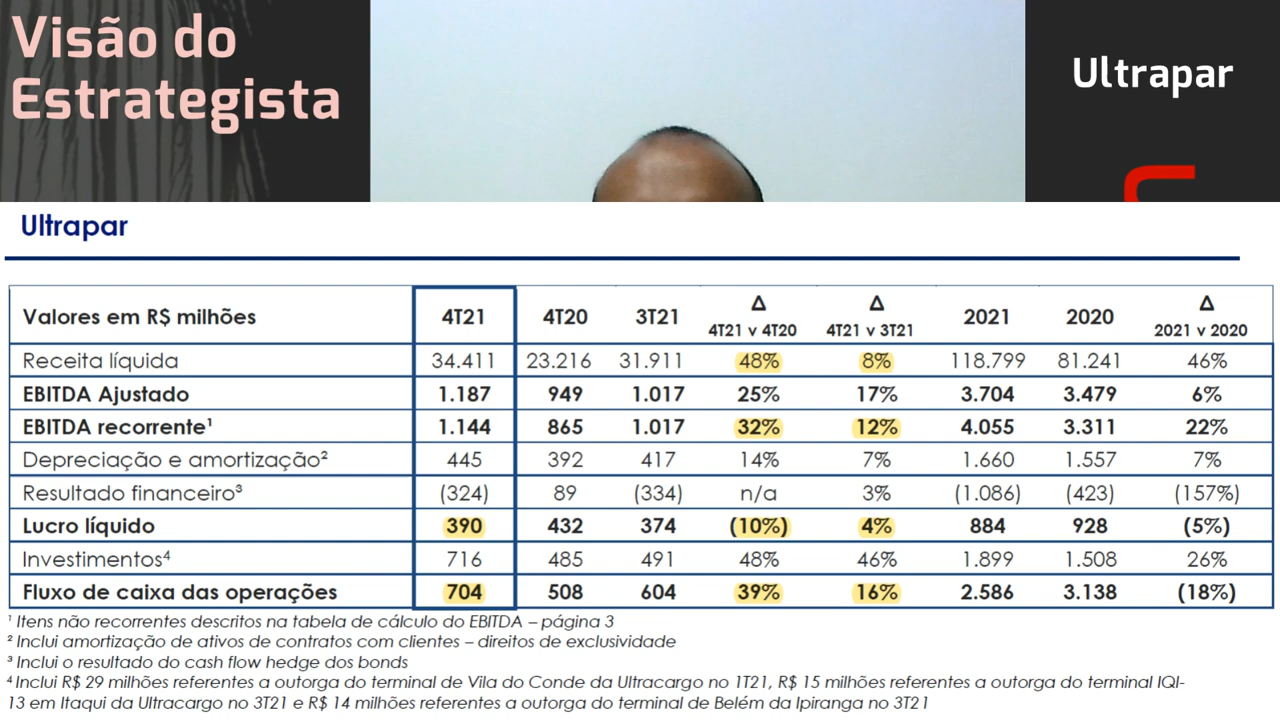 Visão do
Estrategista
Ultrapar
Ultrapar
Valores em R$ milhões 4T21 4T20 3T21 Δ 4T21 v 4T20 Δ 4T21 v 3T21 2021 2020 Δ 2021 v 2020
Receita líquida 34.411 23.216 31.911 48% 8% 118.799 81.241 46%
EBITDA Ajustado 1.187 949 1.017 25% 17% 3.704 3.479 6%
EBITDA recorrente¹ 1.144 865 1.017 32% 12% 4.055 3.311 22%
Depreciação e amortização² 445 392 417 14% 7% 1.660 1.557 7%
Resultado financeiro³ (324) 89 (334) n/a 3% (1.086) (423) (157%)
Lucro líquido 390 432 374 (10%) 4% 884 928 (5%)
Investimentos⁴ 716 485 491 48% 46% 1.899 1.508 26%
Fluxo de caixa das operações 704 508 604 39% 16% 2.586 3.138 (18%)
¹ Itens não recorrentes descritos na tabela de cálculo do EBITDA – página 3
² Inclui amortização de ativos de contratos com clientes – direitos de exclusividade
³ Inclui o resultado do cash flow hedge dos bonds
⁴ Inclui R$ 29 milhões referentes a outorga do terminal de Vila do Conde da Ultracargo no 1T21, R$ 15 milhões referentes a outorga do terminal IQI-
13 em Itaqui da Ultracargo no 3T21 e R$ 14 milhões referentes a outorga do terminal de Belém da Ipiranga no 3T21